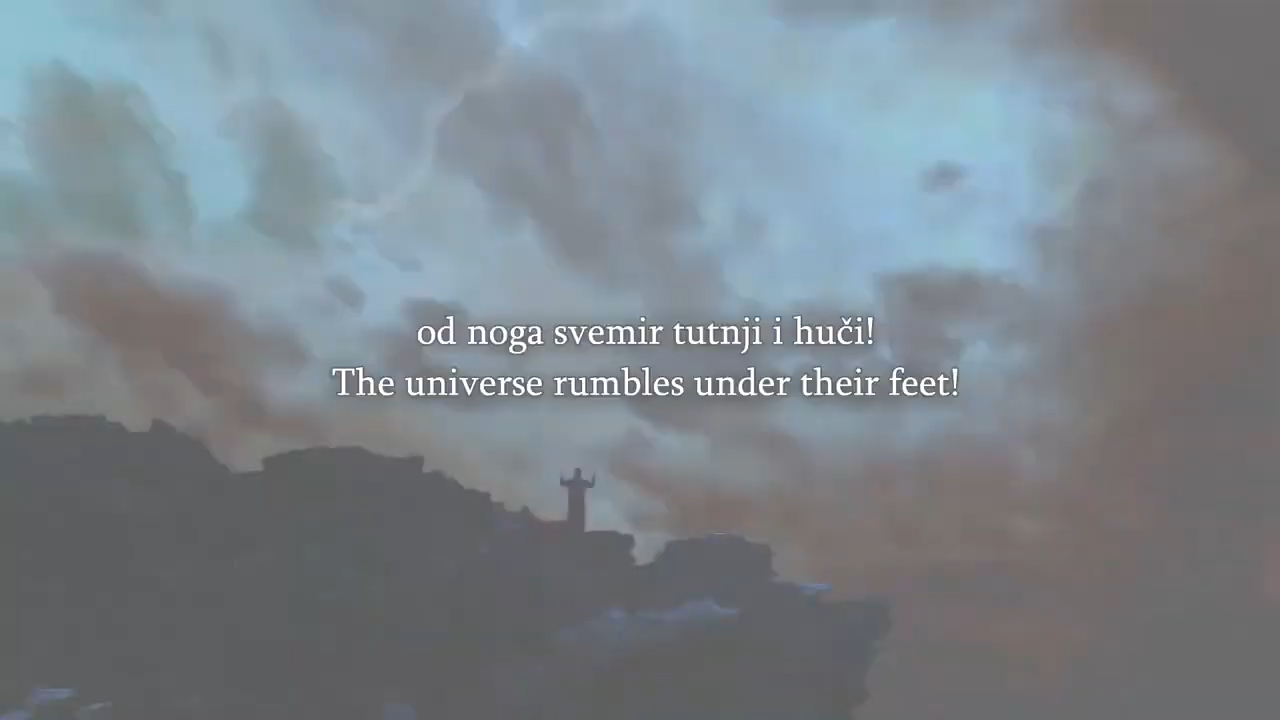 od noga svemir tutnji i huči!
The universe rumbles under their feet!